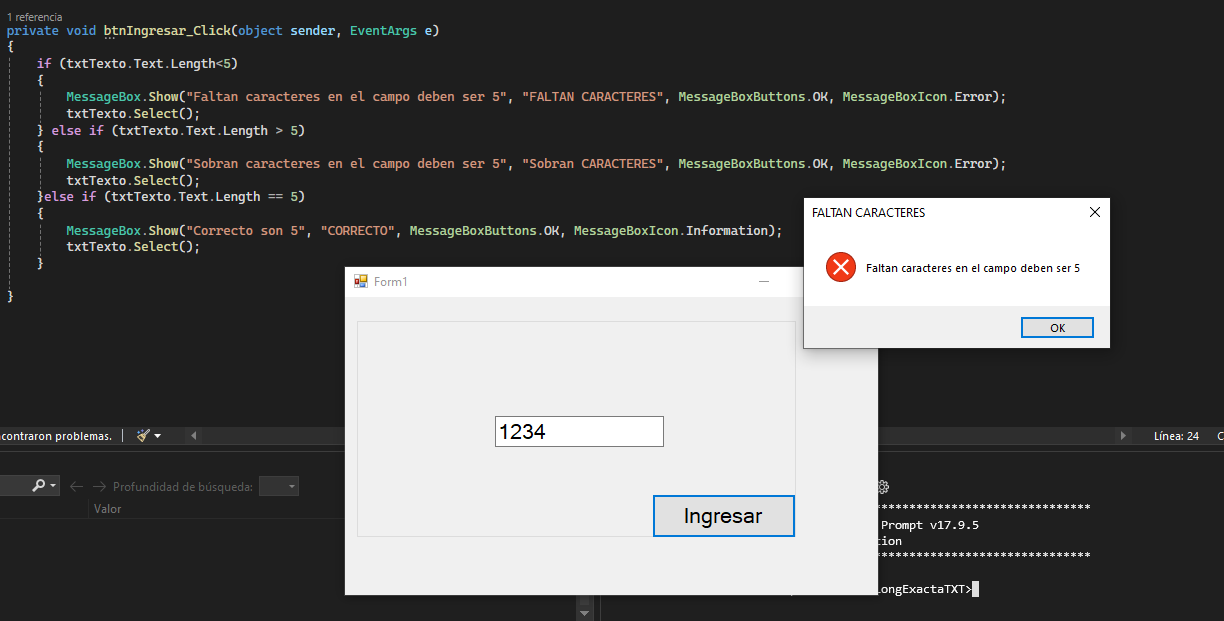 1 referencia
private void btnIngresar_Click(object sender, EventArgs e)
{
if (txtTexto.Text.Length<5)
{
MessageBox.Show("Faltan caracteres en el campo deben ser 5", "FALTAN CARACTERES", MessageBoxButtons.OK, MessageBoxIcon.Error);
txtTexto.Select();
} else if (txtTexto.Text.Length > 5)
{
MessageBox.Show("Sobran caracteres en el campo deben ser 5", "Sobran CARACTERES", MessageBoxButtons.OK, MessageBoxIcon.Error);
txtTexto.Select();
}else if (txtTexto.Text.Length == 5)
{
MessageBox.Show("Correcto son 5", "CORRECTO", MessageBoxButtons.OK, MessageBoxIcon.Information);
txtTexto.Select();
}
}
FALTAN CARACTERES
Faltan caracteres en el campo deben ser 5
OK
Form1
1234
Ingresar
contraron problemas.
Línea: 24
Profundidad de búsqueda:
Valor
******************************
Prompt v17.9.5
tion
******************************
LongExactaTXT>